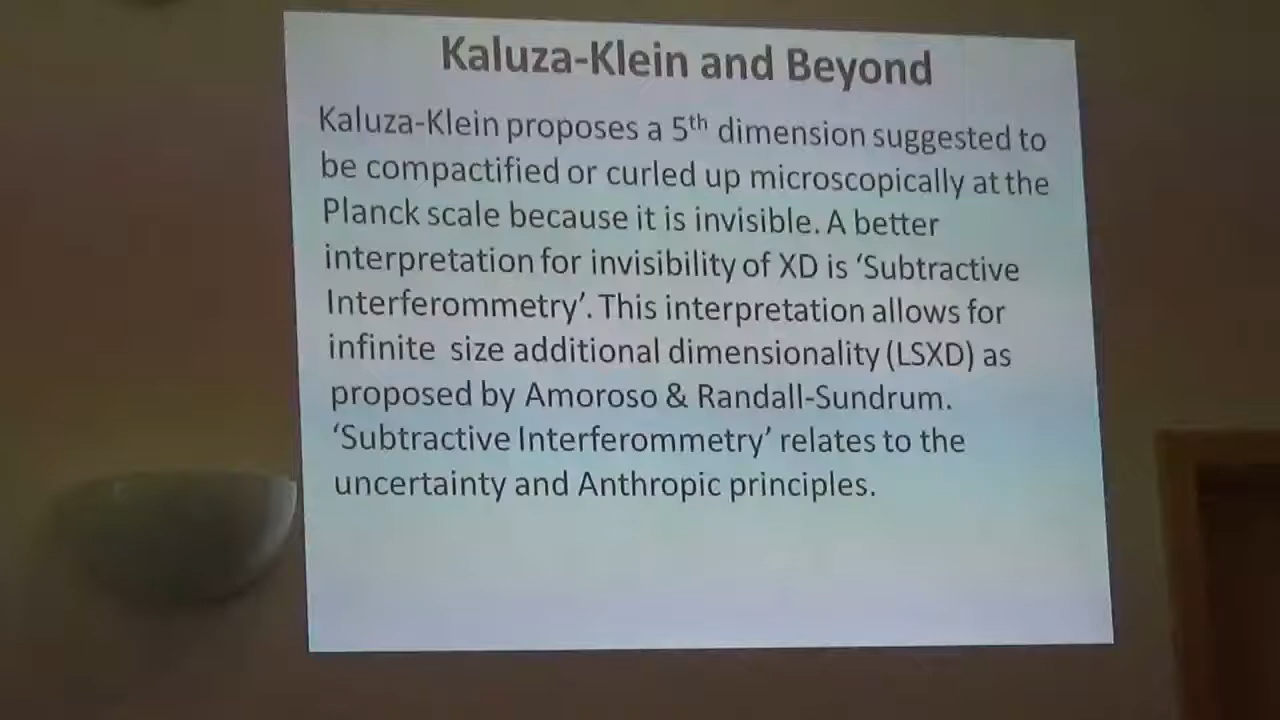 Kaluza-Klein and Beyond
Kaluza-Klein proposes a 5th dimension suggested to
be compactified or curled up microscopically at the
Planck scale because it is invisible. A better
interpretation for invisibility of XD is ‘Subtractive
Interferommetry’. This interpretation allows for
infinite size additional dimensionality (LSXD) as
proposed by Amoroso & Randall-Sundrum.
‘Subtractive Interferommetry’ relates to the
uncertainty and Anthropic principles.